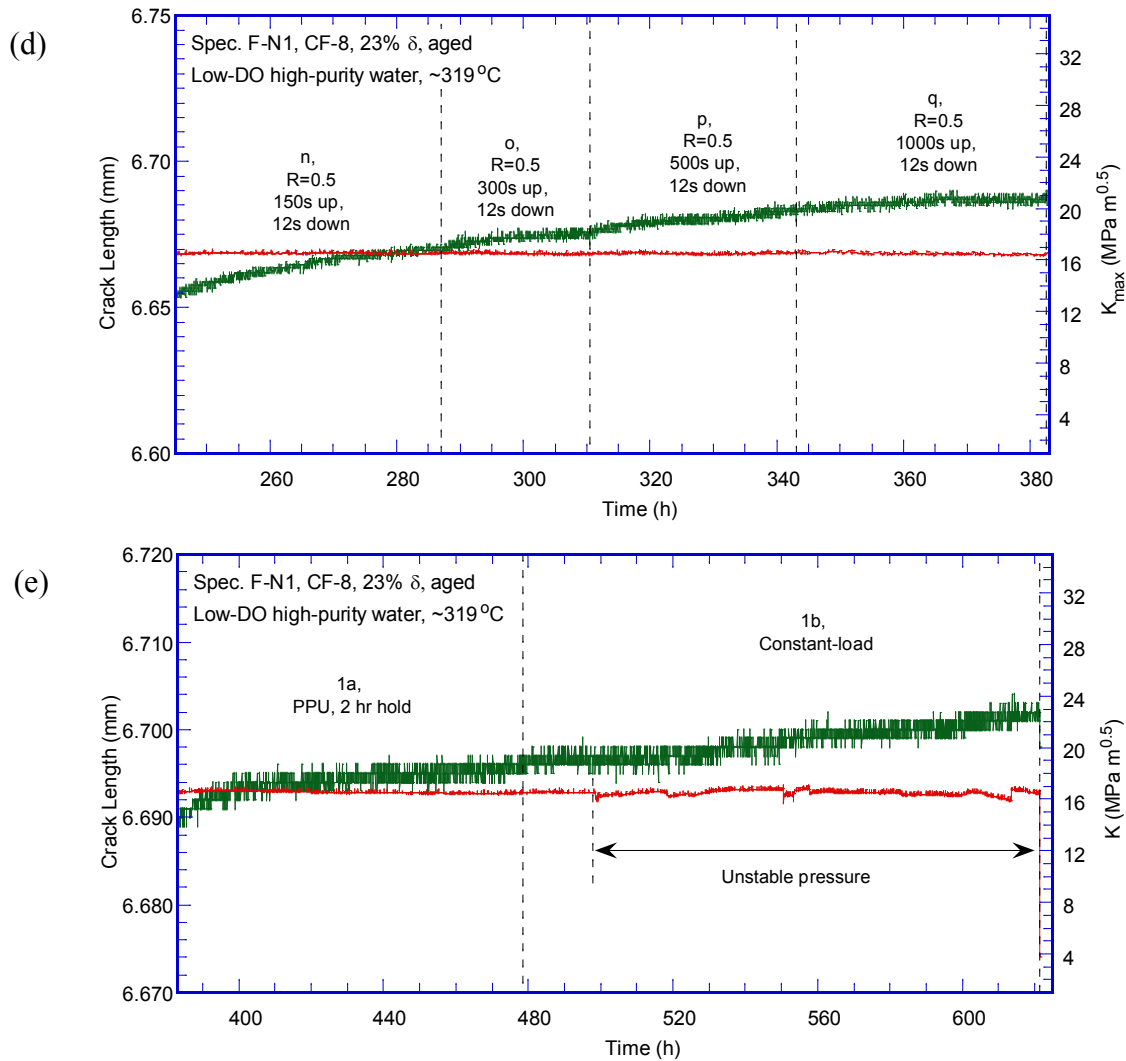 (d)
6.75
6.70
6.65
6.60
Crack Length (mm)
Spec. F-N1, CF-8, 23% δ, aged
Low-DO high-purity water, ~319°C
n,
R=0.5
150s up,
12s down
o,
R=0.5
300s up,
12s down
p,
R=0.5
500s up,
12s down
q,
R=0.5
1000s up,
12s down
32
28
24
20
16
12
8
4
K_max (MPa m^0.5)
260 280 300 320 340 360 380
Time (h)
(e)
6.720
6.710
6.700
6.690
6.680
6.670
Crack Length (mm)
Spec. F-N1, CF-8, 23% δ, aged
Low-DO high-purity water, ~319°C
1a,
PPU, 2 hr hold
1b,
Constant-load
Unstable pressure
32
28
24
20
16
12
8
4
K (MPa m^0.5)
400 440 480 520 560 600
Time (h)